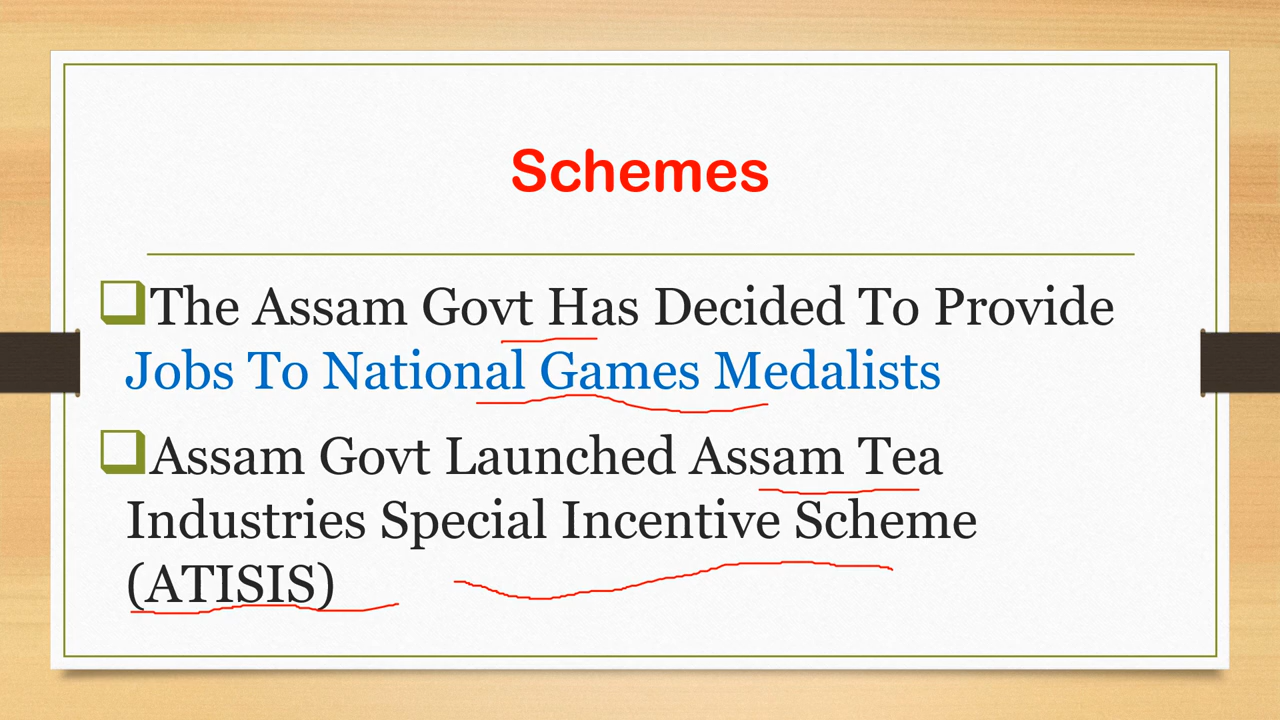 Schemes
The Assam Govt Has Decided To Provide
Jobs To National Games Medalists
Assam Govt Launched Assam Tea
Industries Special Incentive Scheme
(ATISIS)